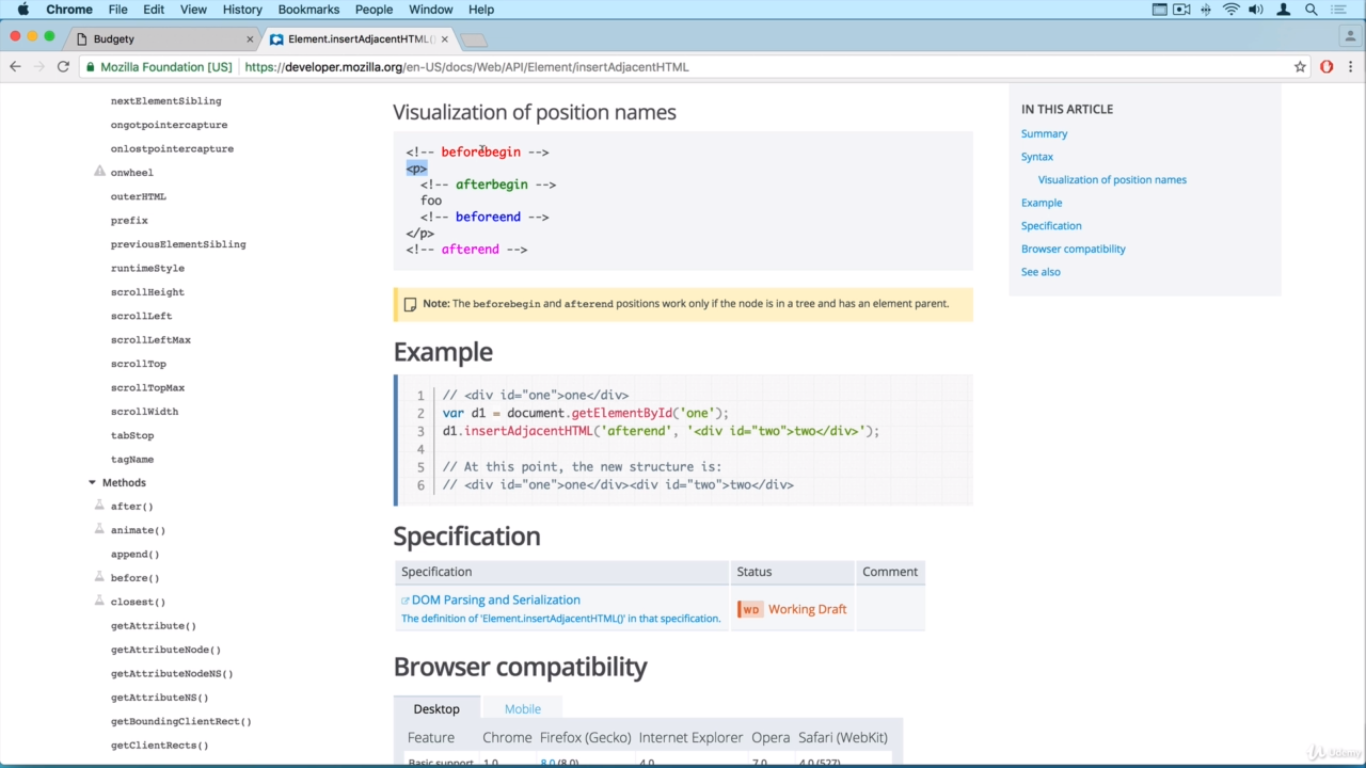 Chrome File Edit View History Bookmarks People Window Help
Budgety × Element.insertAdjacentHTML() ×
Mozilla Foundation [US] https://developer.mozilla.org/en-US/docs/Web/API/Element/insertAdjacentHTML
nextElementSibling
ongotpointercapture
onlostpointercapture
onwheel
outerHTML
prefix
previousElementSibling
runtimeStyle
scrollHeight
scrollLeft
scrollLeftMax
scrollTop
scrollTopMax
scrollWidth
tabStop
tagName
Methods
after()
animate()
append()
before()
closest()
getAttribute()
getAttributeNode()
getAttributeNodeNS()
getAttributeNS()
getBoundingClientRect()
getClientRects()
Visualization of position names
<!-- beforebegin -->
<p>
<!-- afterbegin -->
foo
<!-- beforeend -->
</p>
<!-- afterend -->
Note: The beforebegin and afterend positions work only if the node is in a tree and has an element parent.
Example
1 // <div id="one">one</div>
2 var d1 = document.getElementById('one');
3 d1.insertAdjacentHTML('afterend', '<div id="two">two</div>');
4
5 // At this point, the new structure is:
6 // <div id="one">one</div><div id="two">two</div>
Specification
Specification Status Comment
DOM Parsing and Serialization
The definition of 'Element.insertAdjacentHTML()' in that specification.
WD Working Draft
Browser compatibility
Desktop Mobile
Feature Chrome Firefox (Gecko) Internet Explorer Opera Safari (WebKit)
Basic support 1.0 8.0 (8.0) 4.0 7.0 4.0 (527)
IN THIS ARTICLE
Summary
Syntax
Visualization of position names
Example
Specification
Browser compatibility
See also
Udemy